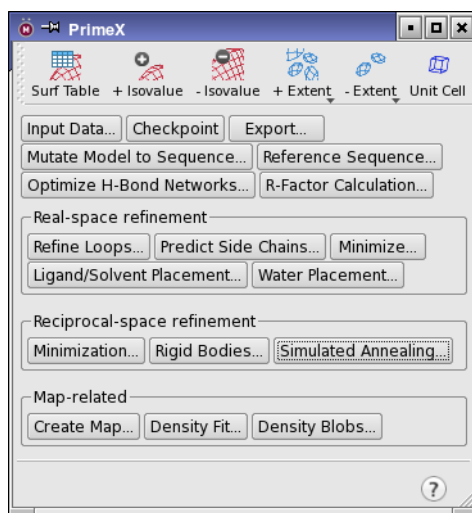 PrimeX
Surf Table + Isovalue - Isovalue + Extent - Extent Unit Cell
Input Data... Checkpoint Export...
Mutate Model to Sequence... Reference Sequence...
Optimize H-Bond Networks... R-Factor Calculation...
Real-space refinement
Refine Loops... Predict Side Chains... Minimize...
Ligand/Solvent Placement... Water Placement...
Reciprocal-space refinement
Minimization... Rigid Bodies... Simulated Annealing...
Map-related
Create Map... Density Fit... Density Blobs...
?